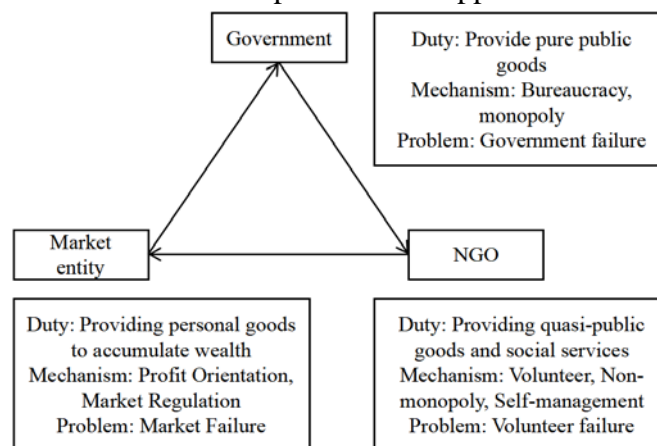 Government
Duty: Provide pure public
goods
Mechanism: Bureaucracy,
monopoly
Problem: Government failure
Market
entity
NGO
Duty: Providing personal goods
to accumulate wealth
Mechanism: Profit Orientation,
Market Regulation
Problem: Market Failure
Duty: Providing quasi-public
goods and social services
Mechanism: Volunteer, Non-
monopoly, Self-management
Problem: Volunteer failure